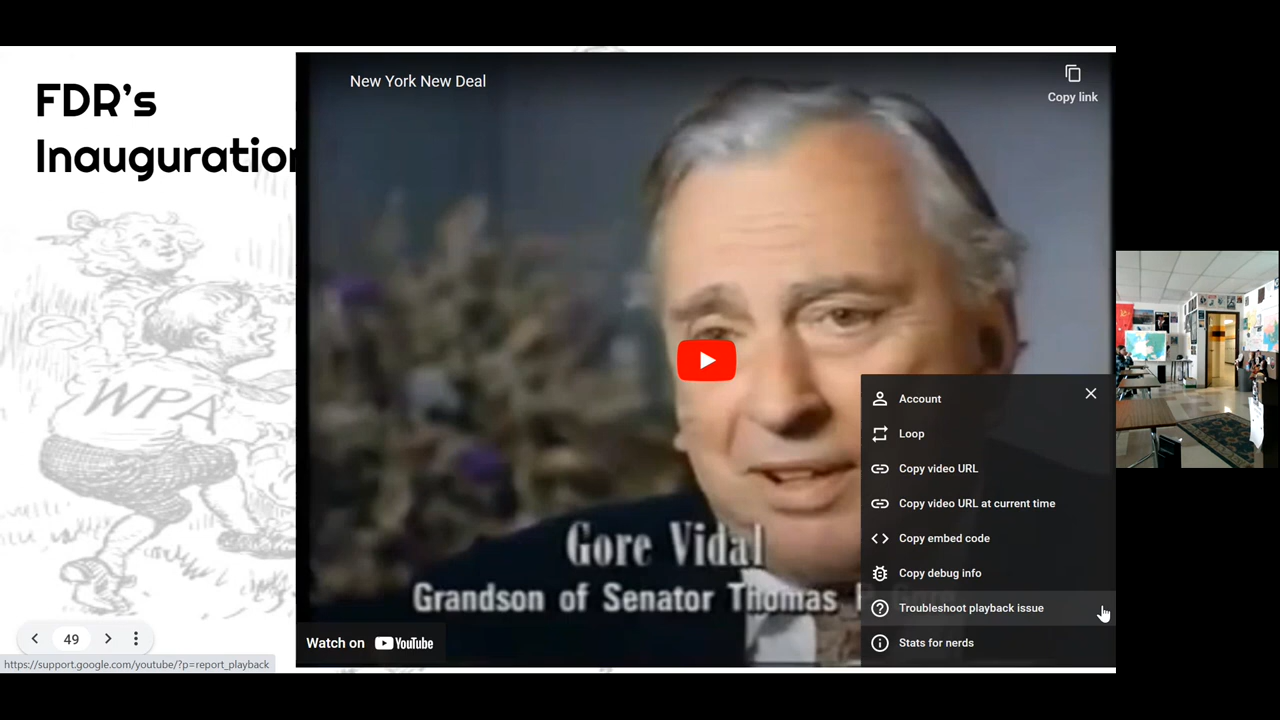 FDR's
Inauguration
WPA
New York New Deal
Copy link
Gore Vidal
Grandson of Senator Thomas P.
Account
Loop
Copy video URL
Copy video URL at current time
Copy embed code
Copy debug info
Troubleshoot playback issue
Stats for nerds
Watch on YouTube
49
https://support.google.com/youtube/?p=report_playback